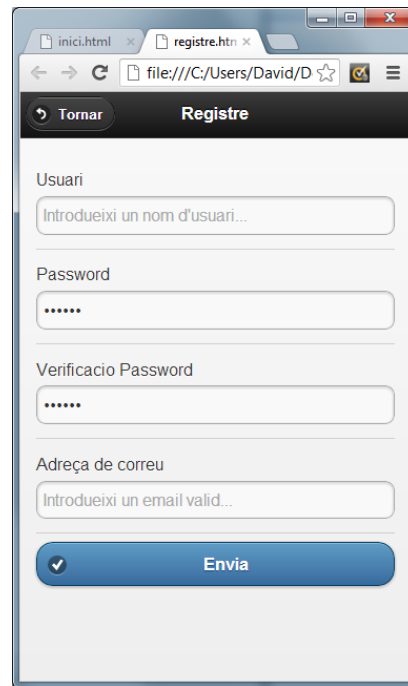 inici.html
registre.htn
file:///C:/Users/David/D
Tornar
Registre
Usuari
Introdueixi un nom d'usuari...
Password
••••••
Verificacio Password
••••••
Adreça de correu
Introdueixi un email valid...
Envia